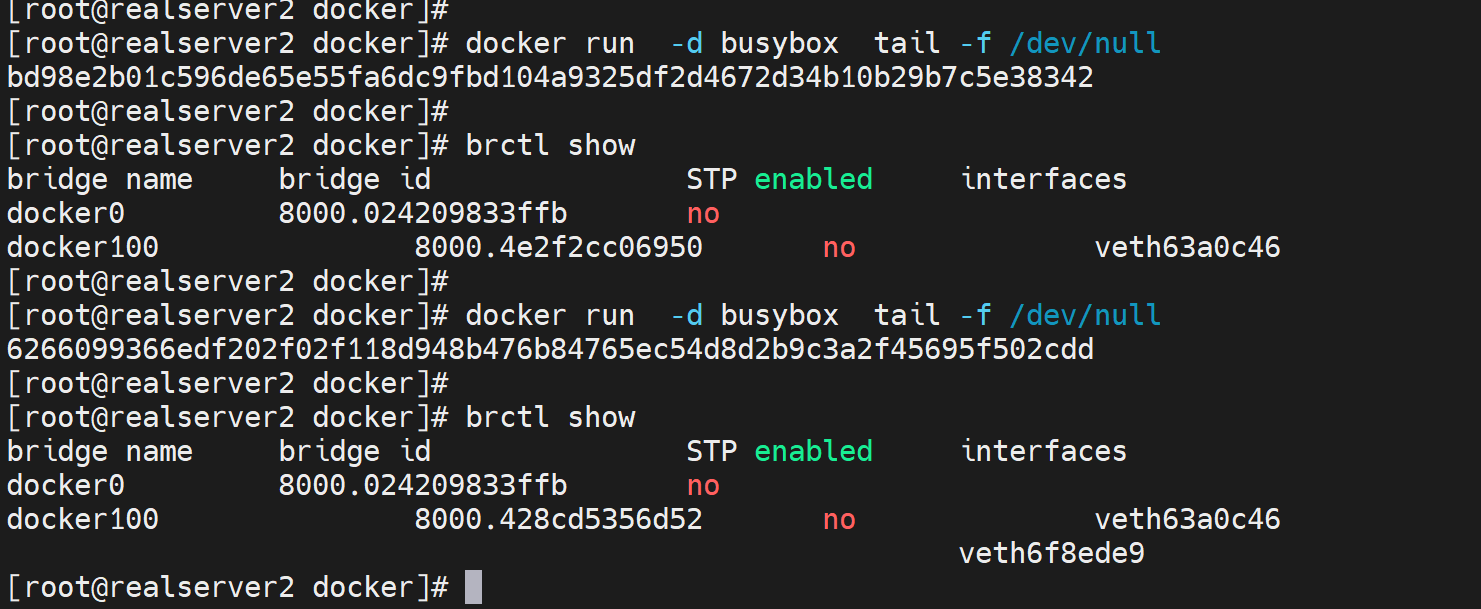 [root@realserver2 docker]#
[root@realserver2 docker]# docker run  -d busybox  tail -f /dev/null
bd98e2b01c596de65e55fa6dc9fbd104a9325df2d4672d34b10b29b7c5e38342
[root@realserver2 docker]#
[root@realserver2 docker]# brctl show
bridge name     bridge id               STP enabled     interfaces
docker0         8000.024209833ffb       no
docker100               8000.4e2f2cc06950       no              veth63a0c46
[root@realserver2 docker]#
[root@realserver2 docker]# docker run  -d busybox  tail -f /dev/null
6266099366edf202f02f118d948b476b84765ec54d8d2b9c3a2f45695f502cdd
[root@realserver2 docker]#
[root@realserver2 docker]# brctl show
bridge name     bridge id               STP enabled     interfaces
docker0         8000.024209833ffb       no
docker100               8000.428cd5356d52       no              veth63a0c46
                                                        veth6f8ede9
[root@realserver2 docker]#